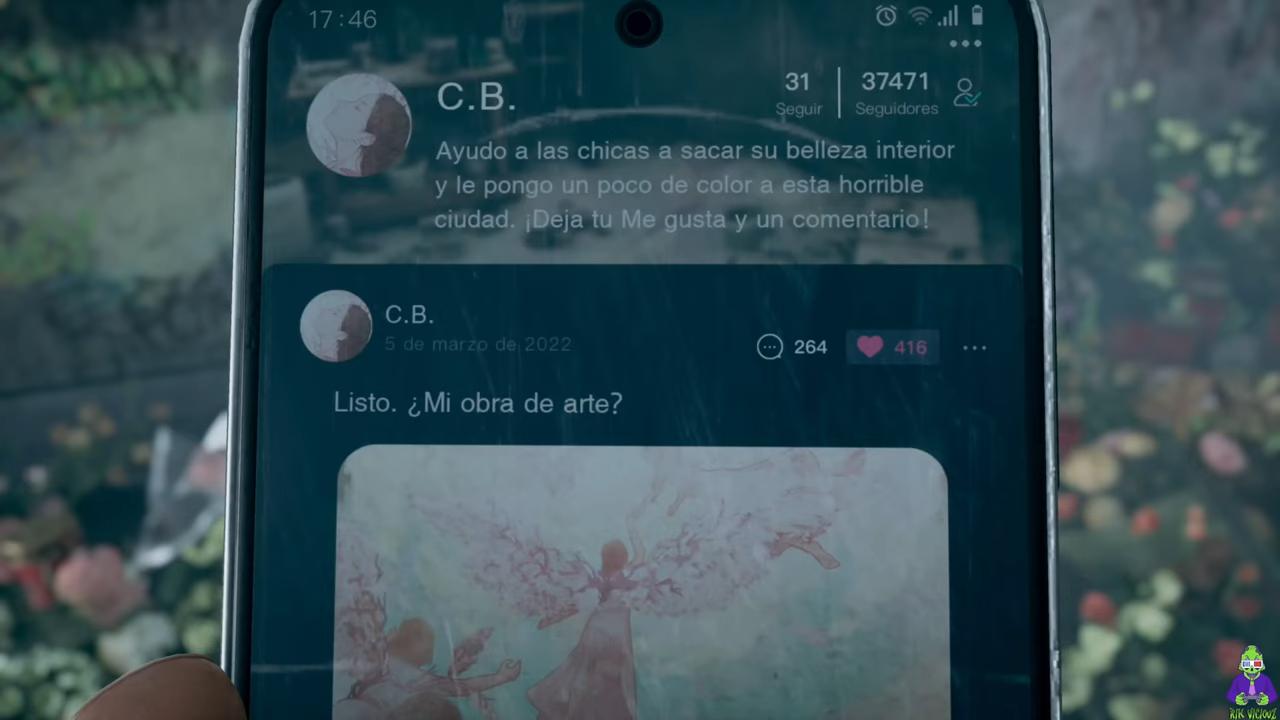 17:46
C.B.
31
Seguir
37471
Seguidores
Ayudo a las chicas a sacar su belleza interior
y le pongo un poco de color a esta horrible
ciudad. ¡Deja tu Me gusta y un comentario!
C.B.
5 de marzo de 2022
264
416
Listo. ¿Mi obra de arte?
RIK VICIOUZ